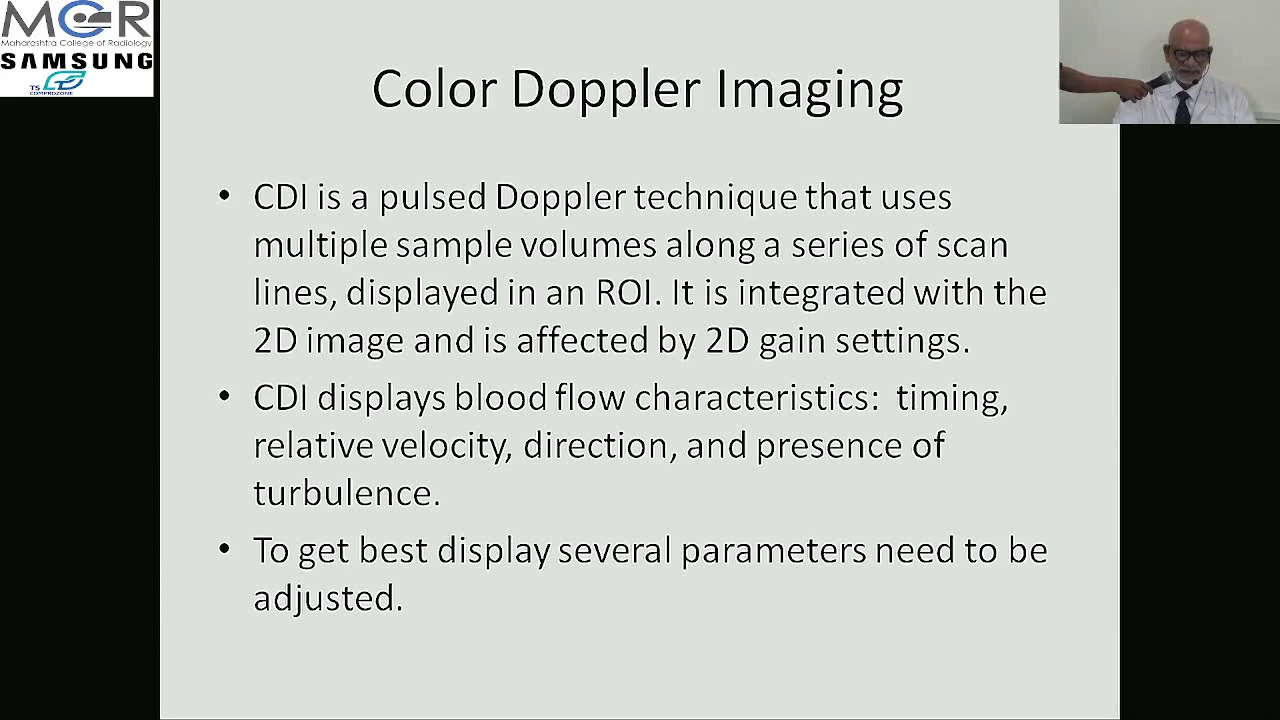 MCR
Maharashtra College of Radiology
SAMSUNG
TS
COMPROZONE
Color Doppler Imaging
• CDI is a pulsed Doppler technique that uses
multiple sample volumes along a series of scan
lines, displayed in an ROI. It is integrated with the
2D image and is affected by 2D gain settings.
• CDI displays blood flow characteristics:  timing,
relative velocity, direction, and presence of
turbulence.
• To get best display several parameters need to be
adjusted.